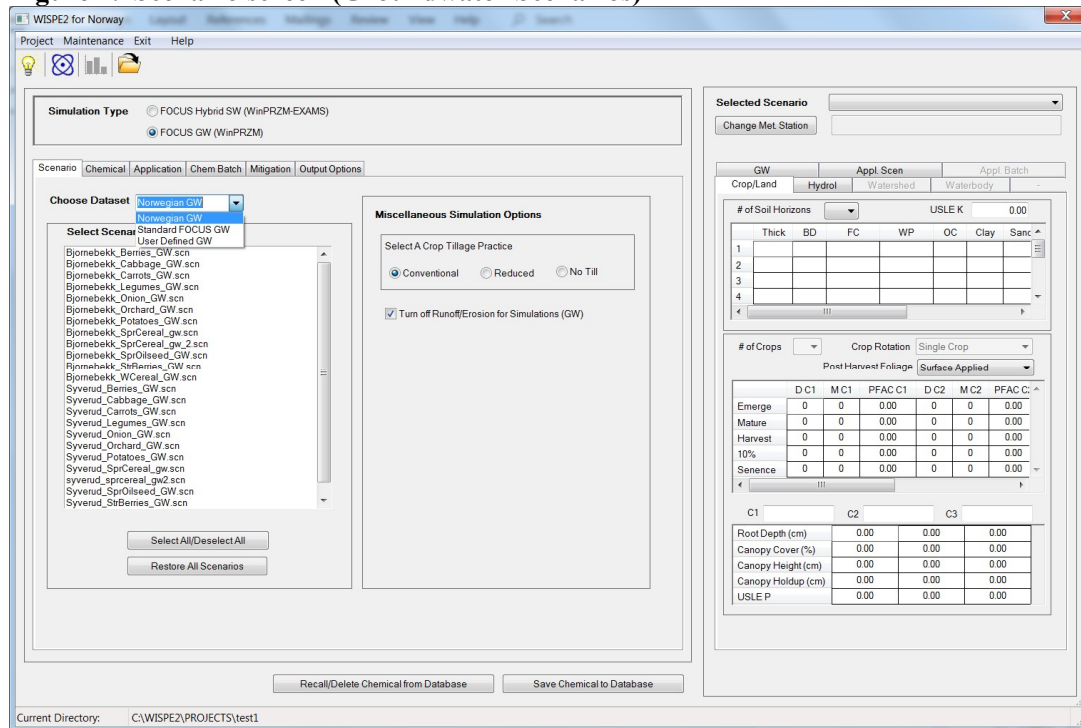 WISPE2 for Norway
Project Maintenance Exit Help
Simulation Type
FOCUS Hybrid SW (WinPRZM-EXAMS)
FOCUS GW (WinPRZM)
Scenario Chemical Application Chem Batch Mitigation Output Options
Choose Dataset Norwegian GW
Norwegian GW
Standard FOCUS GW
User Defined GW
Select Scenar
Bjornebekk_Berries_GW.scn
Bjornebekk_Cabbage_GW.scn
Bjornebekk_Carrots_GW.scn
Bjornebekk_Legumes_GW.scn
Bjornebekk_Onion_GW.scn
Bjornebekk_Orchard_GW.scn
Bjornebekk_Potatoes_GW.scn
Bjornebekk_SprCereal_gw.scn
Bjornebekk_SprCereal_gw_2.scn
Bjornebekk_SprOilseed_GW.scn
Bjornebekk_StrBerries_GW.scn
Bjornebekk_WCereal_GW.scn
Syverud_Berries_GW.scn
Syverud_Cabbage_GW.scn
Syverud_Carrots_GW.scn
Syverud_Legumes_GW.scn
Syverud_Onion_GW.scn
Syverud_Orchard_GW.scn
Syverud_Potatoes_GW.scn
Syverud_SprCereal_gw.scn
syverud_sprcereal_gw2.scn
Syverud_SprOilseed_GW.scn
Syverud_StrBerries_GW.scn
Select All/Deselect All
Restore All Scenarios
Miscellaneous Simulation Options
Select A Crop Tillage Practice
Conventional Reduced No Till
Turn off Runoff/Erosion for Simulations (GW)
Recall/Delete Chemical from Database
Save Chemical to Database
Selected Scenario
Change Met. Station
GW Appl. Scen Appl. Batch
Crop/Land Hydrol Watershed Waterbody -
# of Soil Horizons USLE K 0.00
Thick BD FC WP OC Clay Sand
1
2
3
4
# of Crops Crop Rotation Single Crop
Post Harvest Foliage Surface Applied
D C1 M C1 PFAC C1 D C2 M C2 PFAC C
Emerge 0 0 0.00 0 0 0.00
Mature 0 0 0.00 0 0 0.00
Harvest 0 0 0.00 0 0 0.00
10% 0 0 0.00 0 0 0.00
Senence 0 0 0.00 0 0 0.00
C1 C2 C3
Root Depth (cm) 0.00 0.00 0.00
Canopy Cover (%) 0.00 0.00 0.00
Canopy Height (cm) 0.00 0.00 0.00
Canopy Holdup (cm) 0.00 0.00 0.00
USLE P 0.00 0.00 0.00
Current Directory: C:\WISPE2\PROJECTS\test1